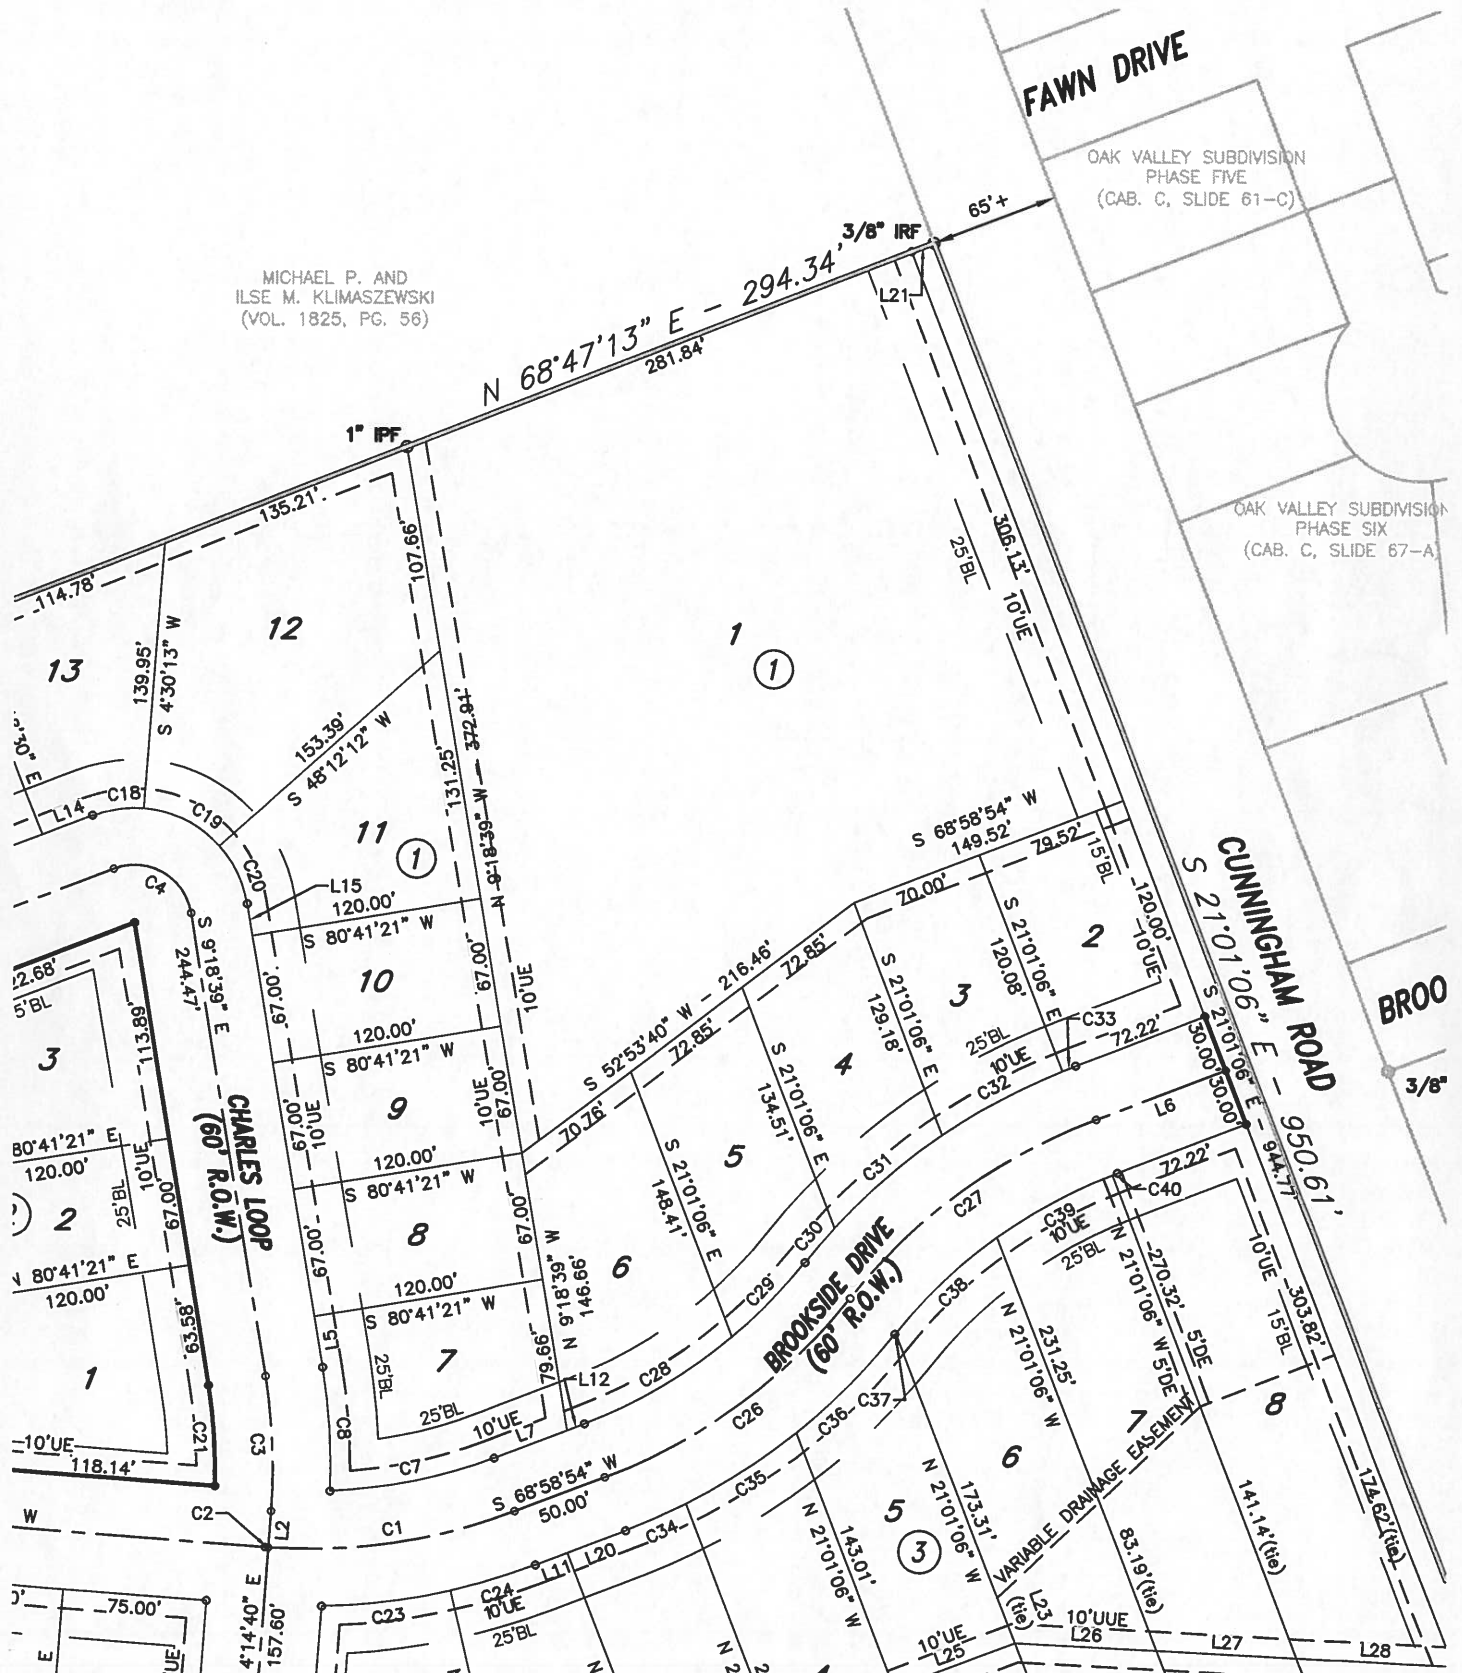 FAWN DRIVE
OAK VALLEY SUBDIVISION
PHASE FIVE
(CAB. C, SLIDE 61-C)
65'+
3/8" IRF
L21
MICHAEL P. AND
ILSE M. KLIMASZEWSKI
(VOL. 1825, PG. 56)
N 68°47'13" E - 294.34'
281.84'
1" IPF
135.21'
114.78'
107.66'
OAK VALLEY SUBDIVISION
PHASE SIX
(CAB. C, SLIDE 67-A)
25'BL
306.13'
10'UE
1
1
12
13
139.95'
S 4°30'13" W
153.39'
S 48°12'12" W
131.25'
N 9°18'39" W - 372.91'
L14
C18
C19
C20
C4
11
1
L15
120.00'
S 80°41'21" W
S 68°58'54" W
149.52'
79.52'
70.00'
15'BL
120.00'
10'UE
CUNNINGHAM ROAD
S 21°01'06" E - 950.61'
BROO
3/8"
2
S 21°01'06" E
120.08'
3
S 21°01'06" E
129.18'
25'BL
10'UE
C33
72.22'
C32
S 21°01'06" E
30.00'
30.00'
944.77'
L6
S 52°53'40" W - 216.46'
72.85'
72.85'
70.76'
4
S 21°01'06" E
134.51'
5
S 21°01'06" E
148.41'
6
C31
C30
C29
C28
C27
C26
BROOKSIDE DRIVE
(60' R.O.W.)
10
67.00'
67.00'
10'UE
120.00'
S 80°41'21" W
9
67.00'
10'UE
10'UE
67.00'
120.00'
S 80°41'21" W
8
67.00'
67.00'
120.00'
S 80°41'21" W
N 9°18'39" W
146.66'
79.66'
7
L5
25'BL
25'BL
10'UE
L7
L12
C8
C7
S 9°18'39" E
244.47'
CHARLES LOOP
(60' R.O.W.)
22.68'
5'BL
3
113.89'
80°41'21" E
120.00'
10'UE
25'BL
67.00'
2
N 80°41'21" E
120.00'
1
63.58'
C21
10'UE
118.14'
C3
C2
L2
W
C1
S 68°58'54" W
50.00'
72.22'
C40
C39
10'UE
25'BL
C38
C37
C36
C35
C34
L20
L11
C24
10'UE
25'BL
C23
75.00'
4°14'40" E
157.60'
E
N 21°01'06" W
270.32'
5'DE
5'DE
10'UE
303.82'
15'BL
8
7
6
N 21°01'06" W
231.25'
5
3
N 21°01'06" W
173.31'
N 21°01'06" W
143.01'
VARIABLE DRAINAGE EASEMENT
83.19'(tie)
141.14'(tie)
174.62'(tie)
L23
(tie)
10'UUE
L26
L27
L28
10'UE
L25